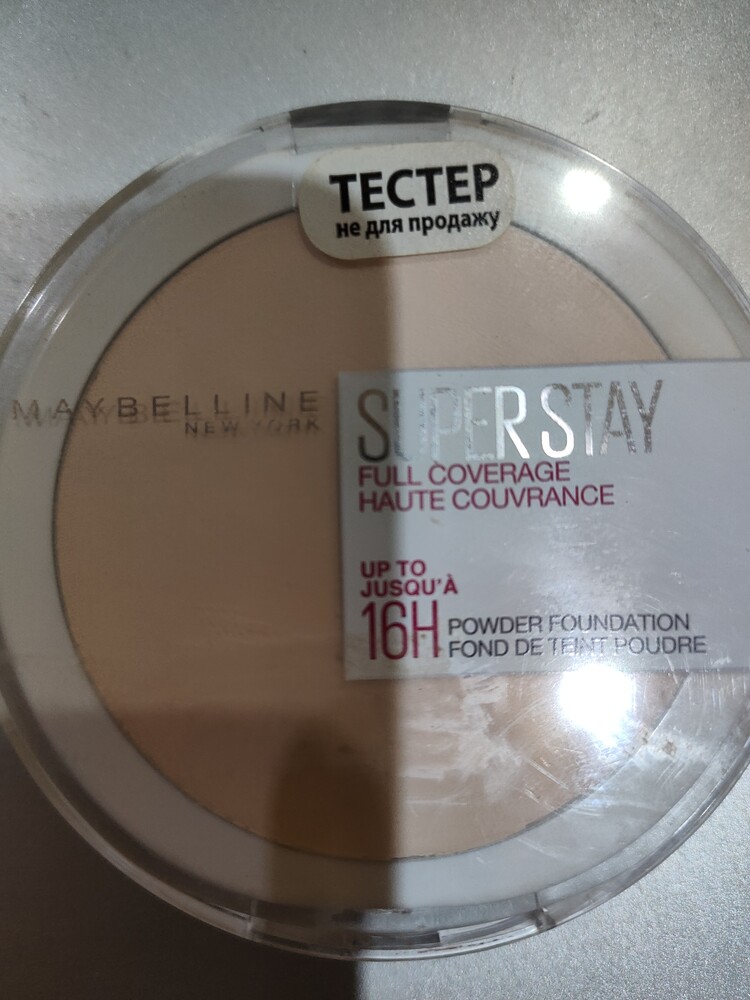 ТЕСТЕР
не для продажу
MAYBELLINE
NEW YORK
SUPERSTAY
FULL COVERAGE
HAUTE COUVRANCE
UP TO
JUSQU'À
16H POWDER FOUNDATION
FOND DE TEINT POUDRE